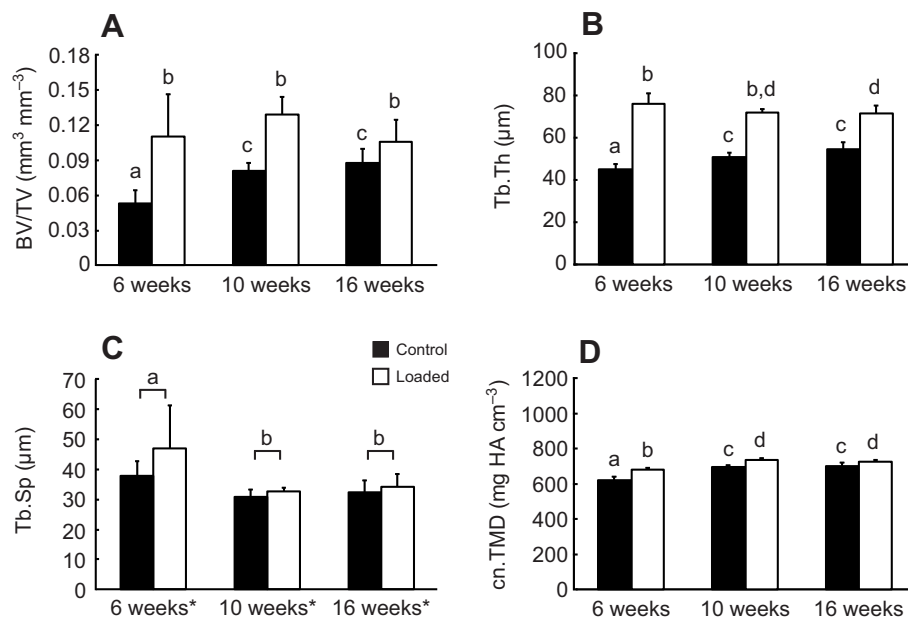 A
BV/TV (mm³ mm⁻³)
0.18
0.15
0.12
0.09
0.06
0.03
0
a
b
c
b
c
b
6 weeks
10 weeks
16 weeks
B
Tb.Th (μm)
100
80
60
40
20
0
a
b
c
b,d
c
d
6 weeks
10 weeks
16 weeks
C
Control
Loaded
Tb.Sp (μm)
70
60
50
40
30
20
10
0
a
b
b
6 weeks*
10 weeks*
16 weeks*
D
cn.TMD (mg HA cm⁻³)
1200
1000
800
600
400
200
0
a
b
c
d
c
d
6 weeks
10 weeks
16 weeks